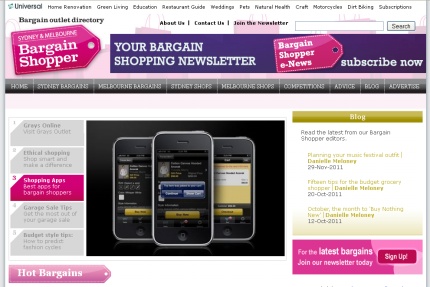 Universal Home Renovation Green Living Education Restaurant Guide Weddings Pets Natural Health Craft Motorcycles Dirt Biking Subscriptions
Bargain outlet directory
About Us | Contact Us | Join the Newsletter
Search
SYDNEY & MELBOURNE
Bargain
Shopper
YOUR BARGAIN
SHOPPING NEWSLETTER
Bargain
Shopper
e-News
subscribe now
HOME SYDNEY BARGAINS MELBOURNE BARGAINS SYDNEY SHOPS MELBOURNE SHOPS COMPETITIONS ADVICE BLOG ADVERTISE
1 Grays Online
Visit Grays Outlet
2 Ethical shopping
Shop smart and
make a difference
3 Shopping Apps
Best apps for
bargain shoppers
4 Garage Sale Tips
Get the most out of
your garage sale
5 Budget style tips:
How to predict
fashion cycles
Blog
Read the latest from our Bargain
Shopper editors.
Planning your music festival outfit |
Danielle Meloney
29-Nov-2011
Fifteen tips for the budget grocery
shopper | Danielle Meloney
20-Oct-2011
October, the month to 'Buy Nothing
New' | Danielle Meloney
12-Oct-2011
For the latest bargains
Join our newsletter today
Sign Up!
Hot Bargains